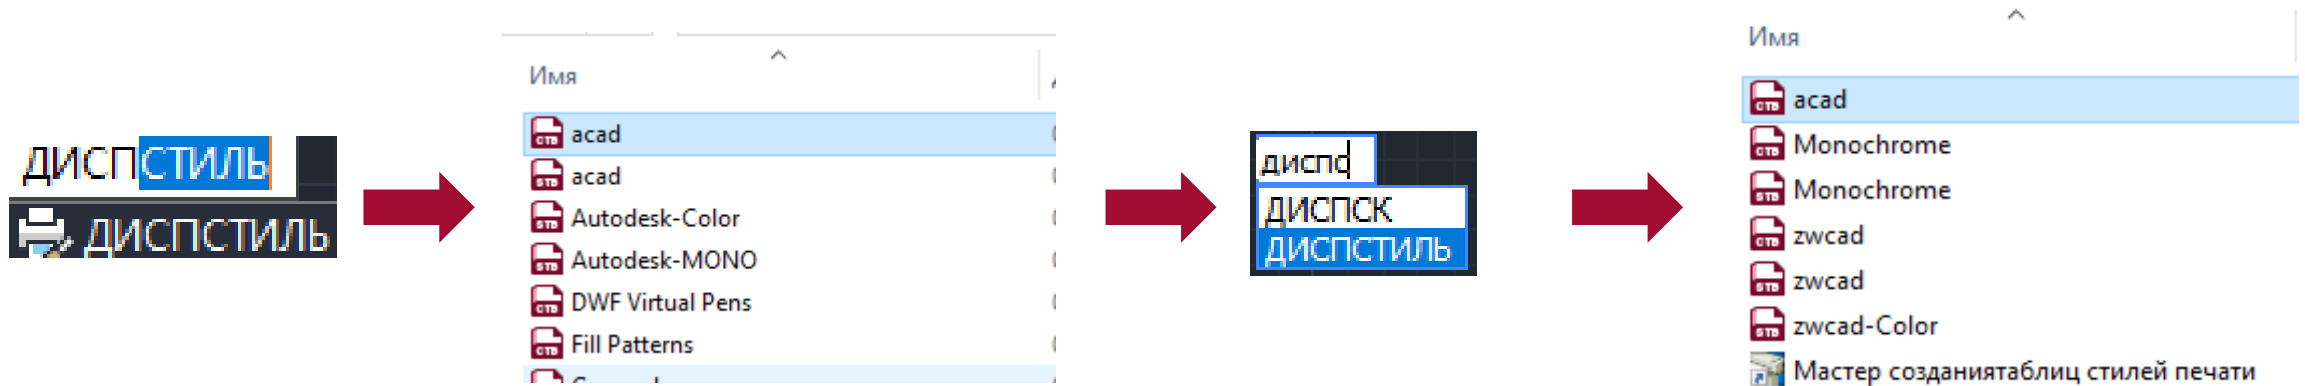 ДИСПСТИЛЬ
ДИСПСТИЛЬ
Имя
acad
acad
Autodesk-Color
Autodesk-MONO
DWF Virtual Pens
Fill Patterns
диспс
ДИСПСК
ДИСПСТИЛЬ
Имя
acad
Monochrome
Monochrome
zwcad
zwcad
zwcad-Color
Мастер созданиятаблиц стилей печати